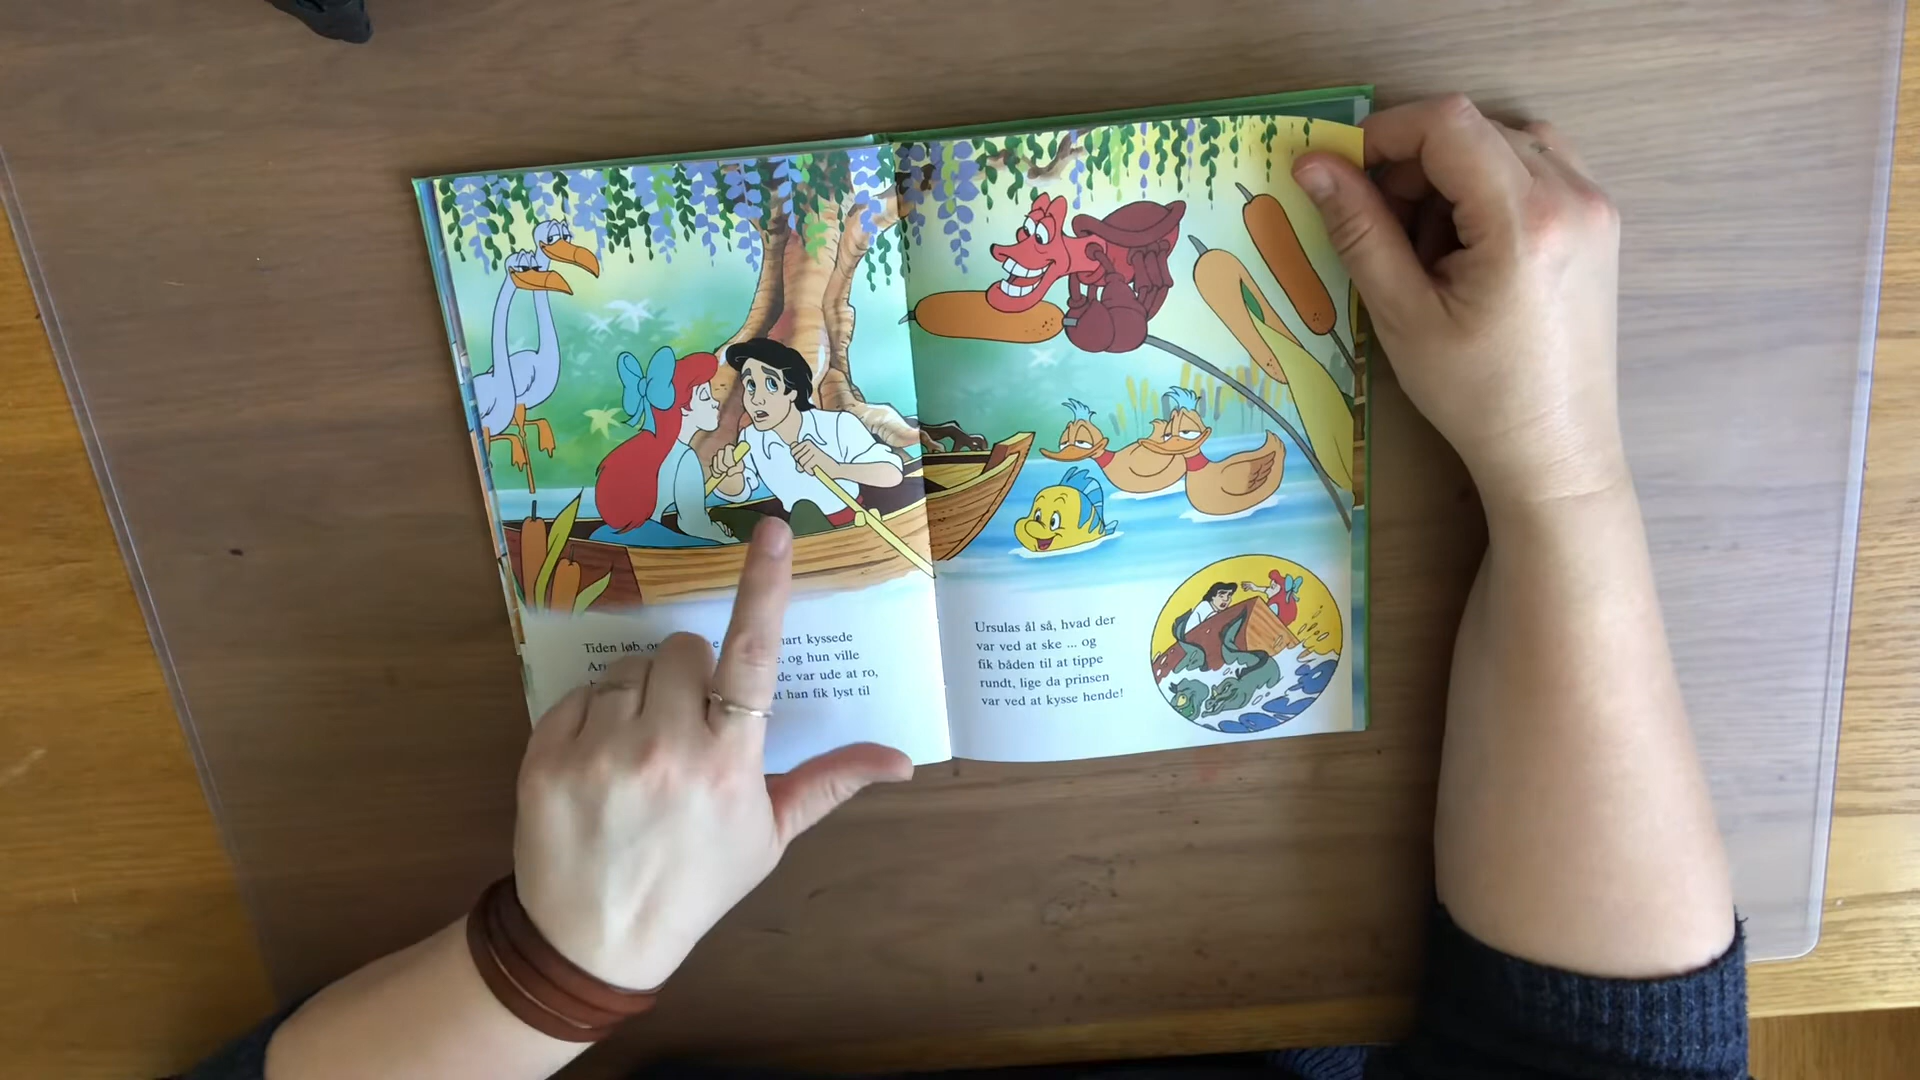 Tiden løb, kyssede
og hun ville
de var ude at ro,
at han fik lyst til
Ursulas ål så, hvad der
var ved at ske ... og
fik båden til at tippe
rundt, lige da prinsen
var ved at kysse hende!